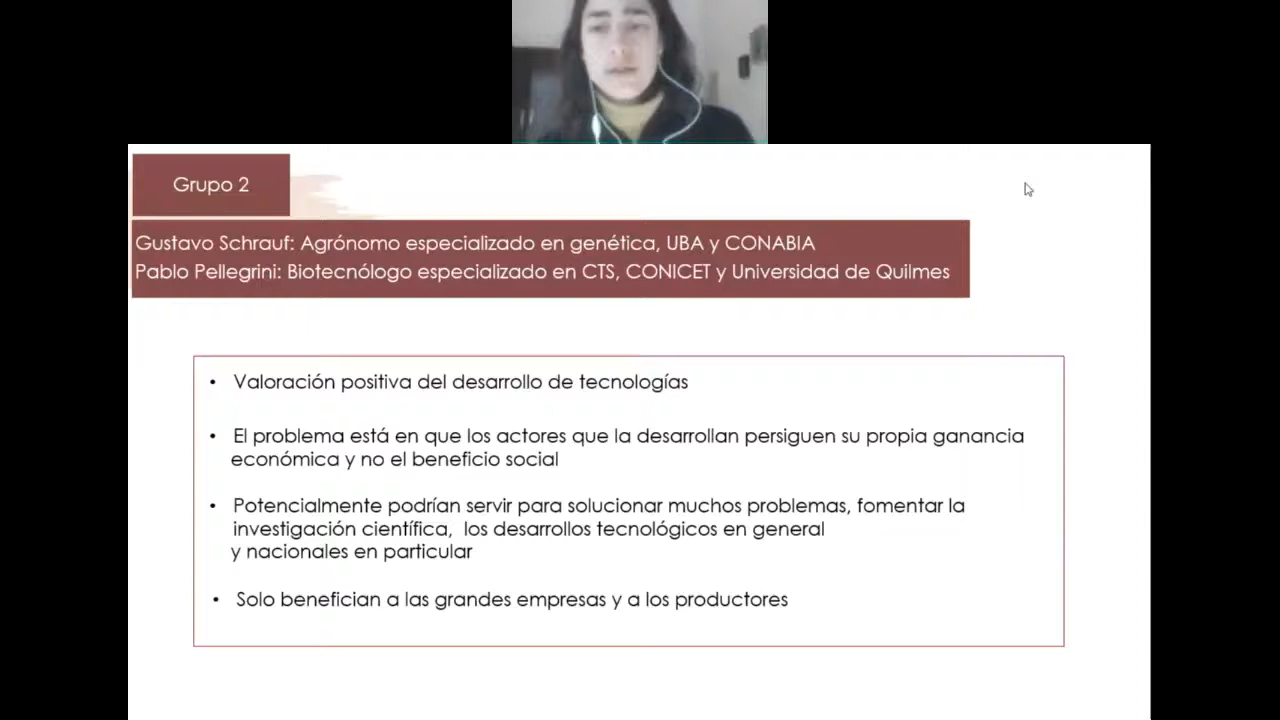 Grupo 2
Gustavo Schrauf: Agrónomo especializado en genética, UBA y CONABIA
Pablo Pellegrini: Biotecnólogo especializado en CTS, CONICET y Universidad de Quilmes
• Valoración positiva del desarrollo de tecnologías
• El problema está en que los actores que la desarrollan persiguen su propia ganancia
económica y no el beneficio social
• Potencialmente podrían servir para solucionar muchos problemas, fomentar la
investigación científica, los desarrollos tecnológicos en general
y nacionales en particular
• Solo benefician a las grandes empresas y a los productores